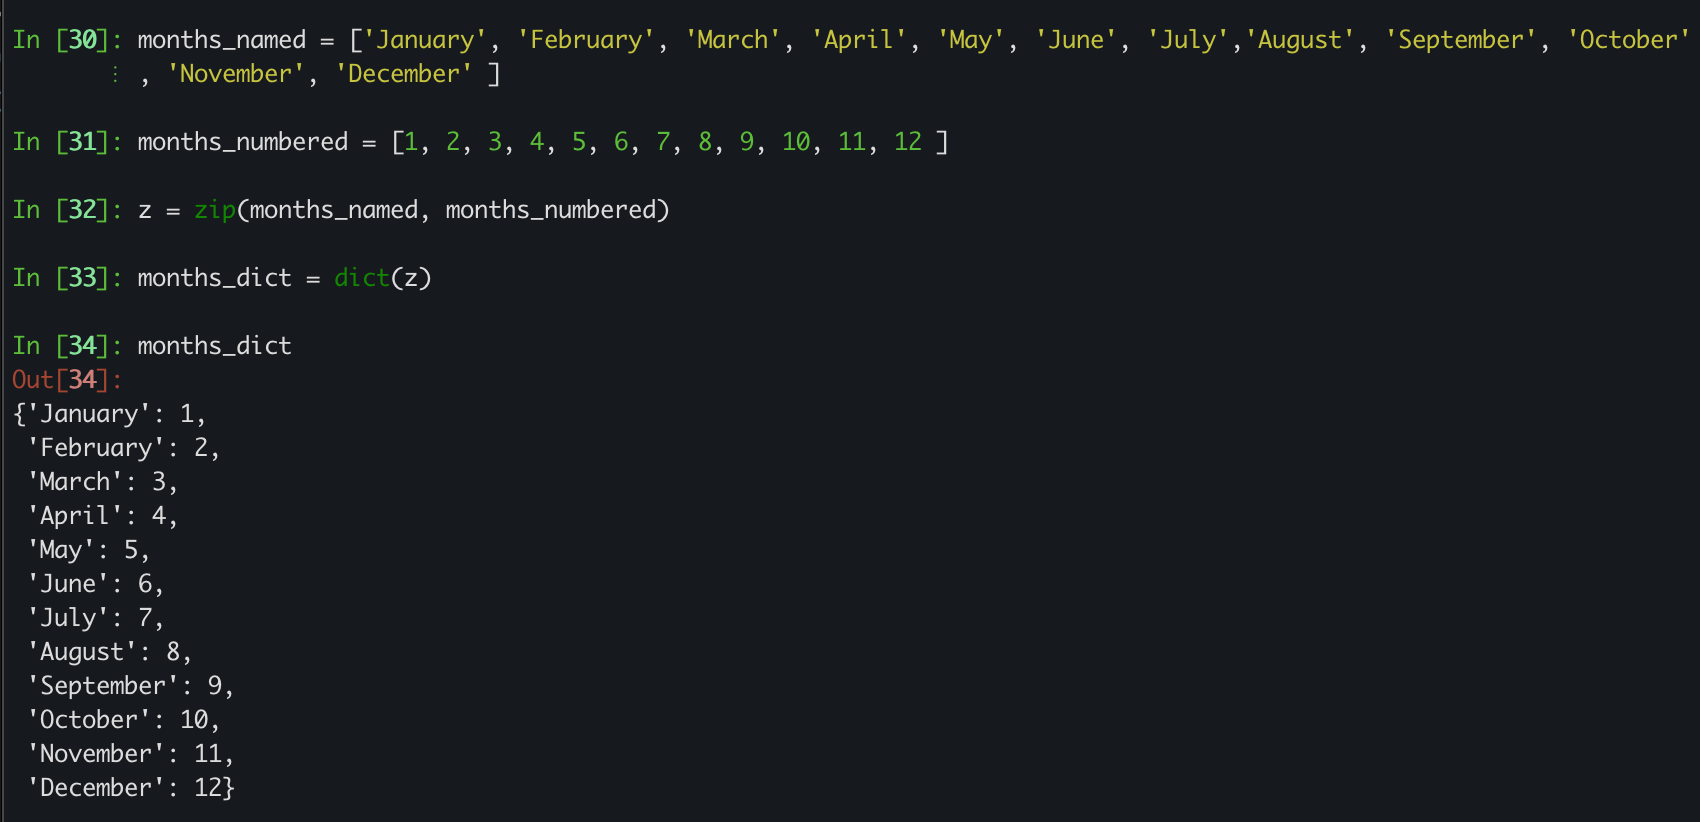 In [30]: months_named = ['January', 'February', 'March', 'April', 'May', 'June', 'July','August', 'September', 'October'
⋮ , 'November', 'December' ]
In [31]: months_numbered = [1, 2, 3, 4, 5, 6, 7, 8, 9, 10, 11, 12 ]
In [32]: z = zip(months_named, months_numbered)
In [33]: months_dict = dict(z)
In [34]: months_dict
Out[34]:
{'January': 1,
'February': 2,
'March': 3,
'April': 4,
'May': 5,
'June': 6,
'July': 7,
'August': 8,
'September': 9,
'October': 10,
'November': 11,
'December': 12}